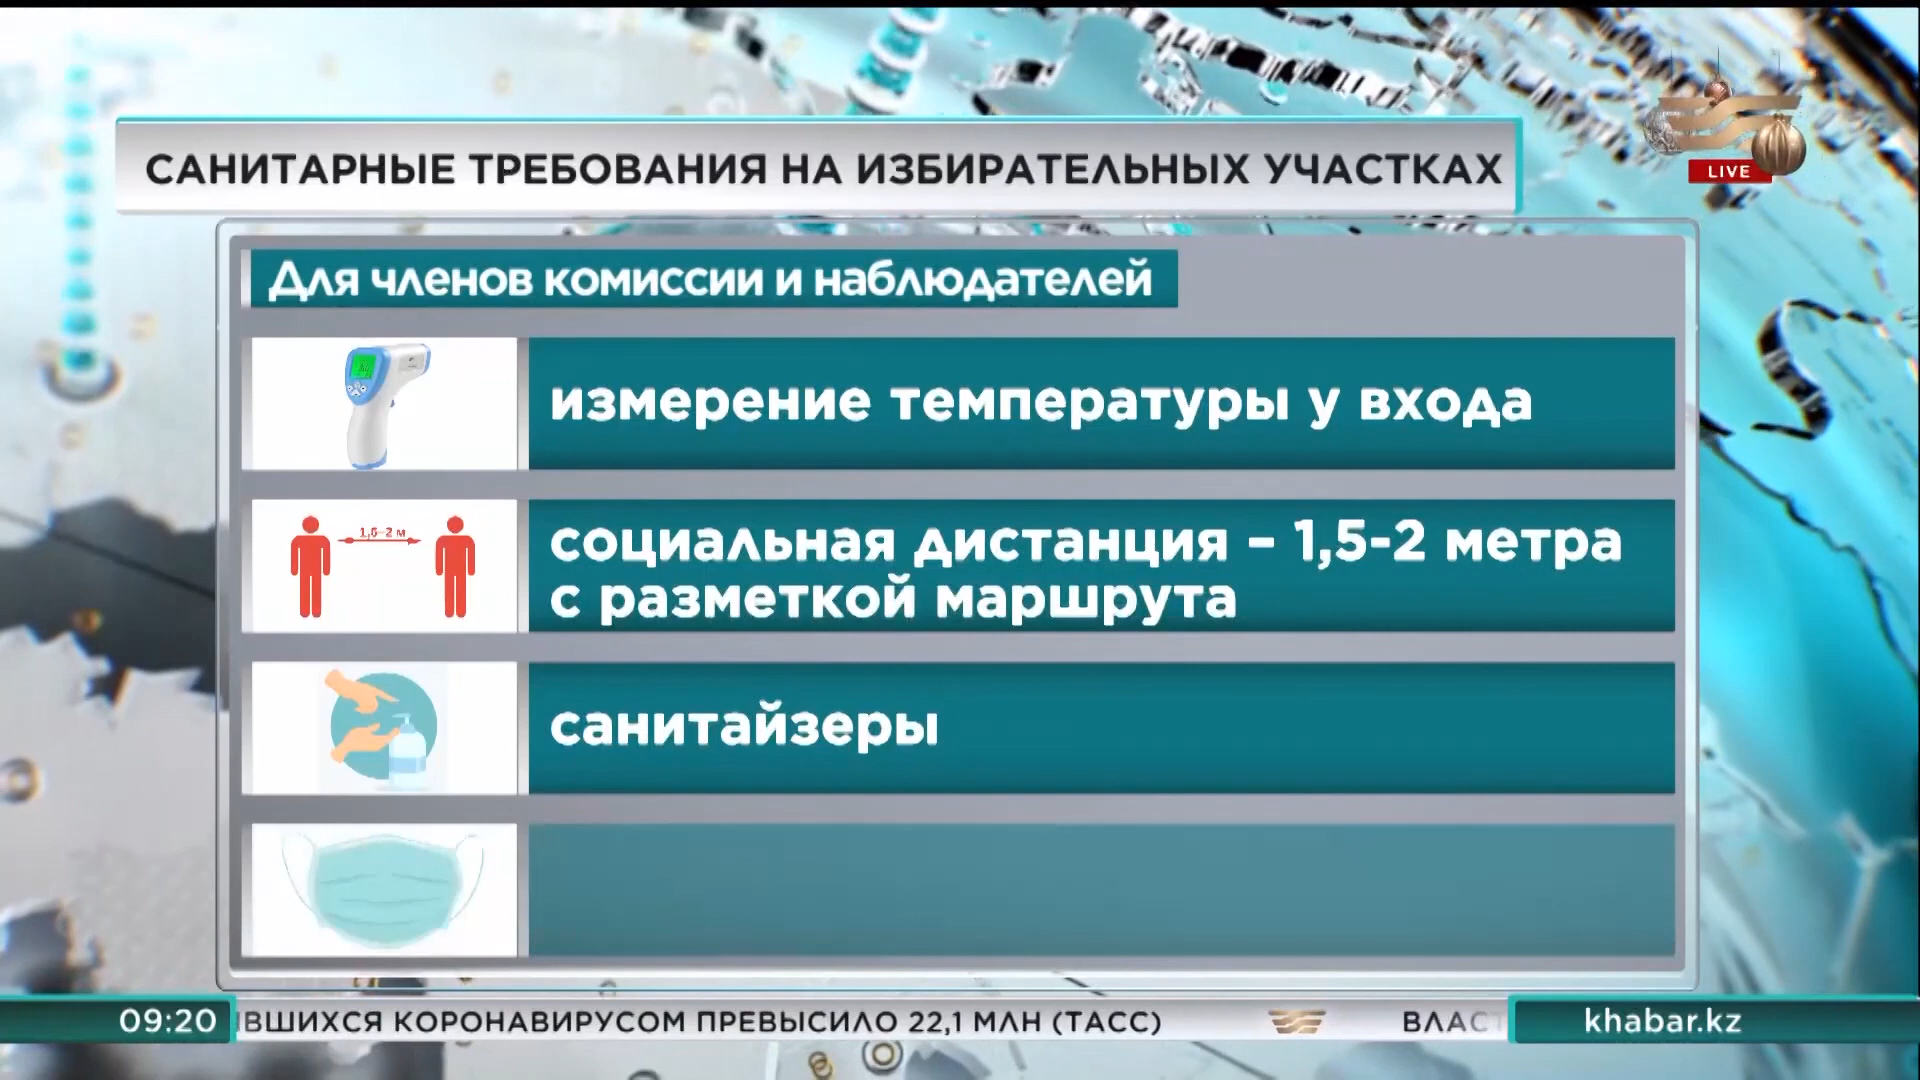 САНИТАРНЫЕ ТРЕБОВАНИЯ НА ИЗБИРАТЕЛЬНЫХ УЧАСТКАХ
LIVE
Для членов комиссии и наблюдателей
измерение температуры у входа
1,5-2 м
социальная дистанция – 1,5-2 метра
с разметкой маршрута
санитайзеры
09:20
ВШИХСЯ КОРОНАВИРУСОМ ПРЕВЫСИЛО 22,1 МЛН (ТАСС)
ВЛАСТ
khabar.kz